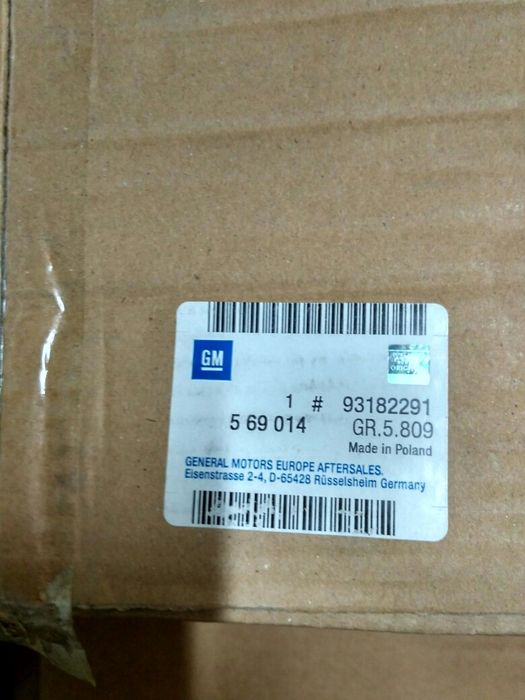 GM
1 # 93182291
5 69 014 GR.5.809
Made in Poland
GENERAL MOTORS EUROPE AFTERSALES.
Eisenstrasse 2-4, D-65428 Rüsselsheim Germany